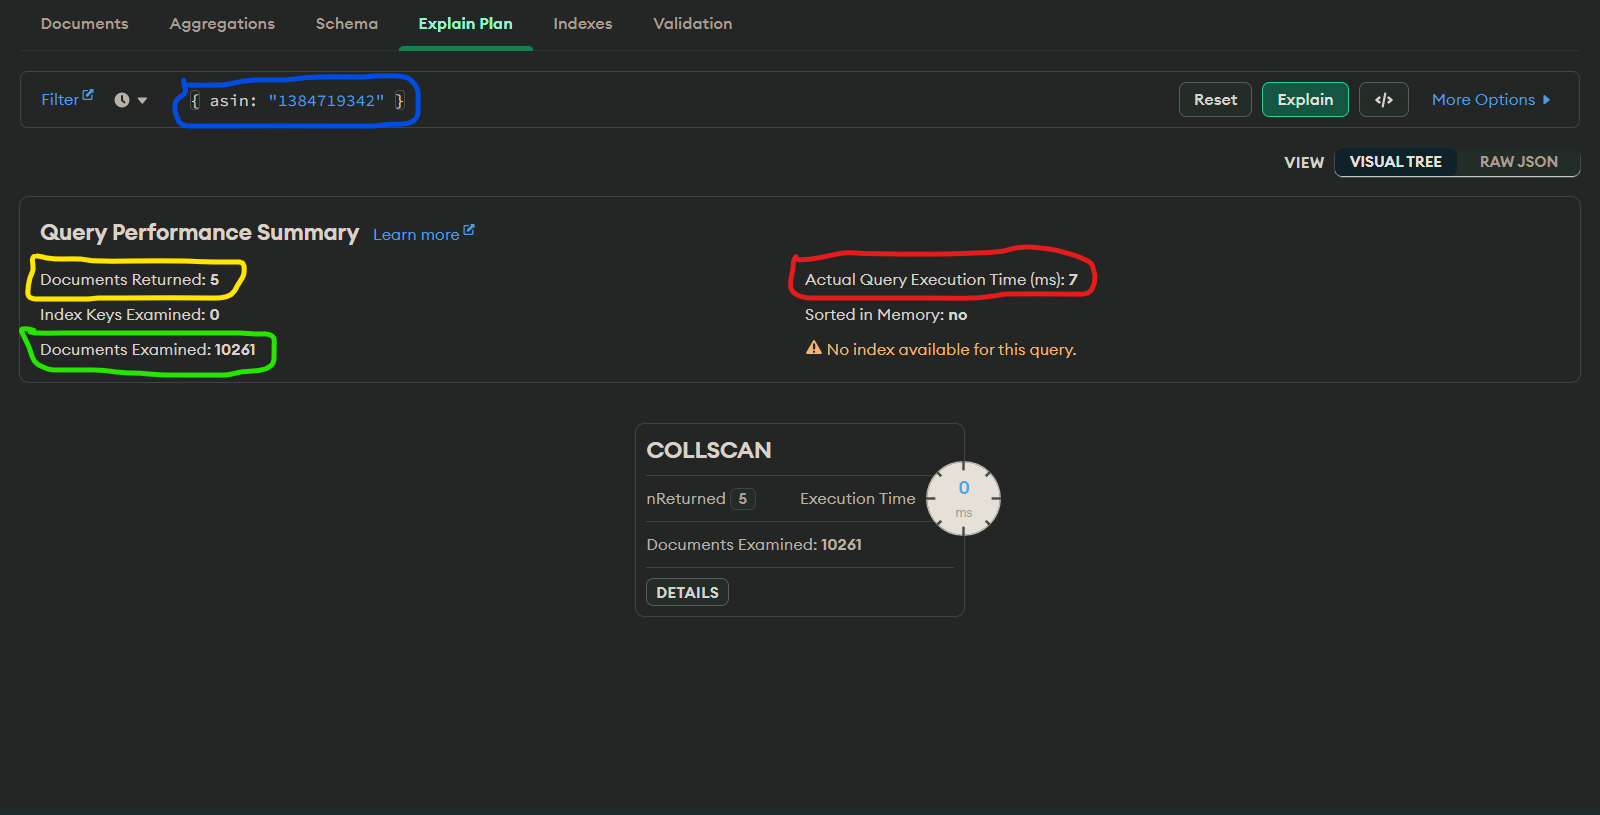 Documents Aggregations Schema Explain Plan Indexes Validation
Filter { asin: "1384719342" } Reset Explain </> More Options
VIEW VISUAL TREE RAW JSON
Query Performance Summary Learn more
Documents Returned: 5 Actual Query Execution Time (ms): 7
Index Keys Examined: 0 Sorted in Memory: no
Documents Examined: 10261 No index available for this query.
COLLSCAN
nReturned 5 Execution Time 0 ms
Documents Examined: 10261
DETAILS